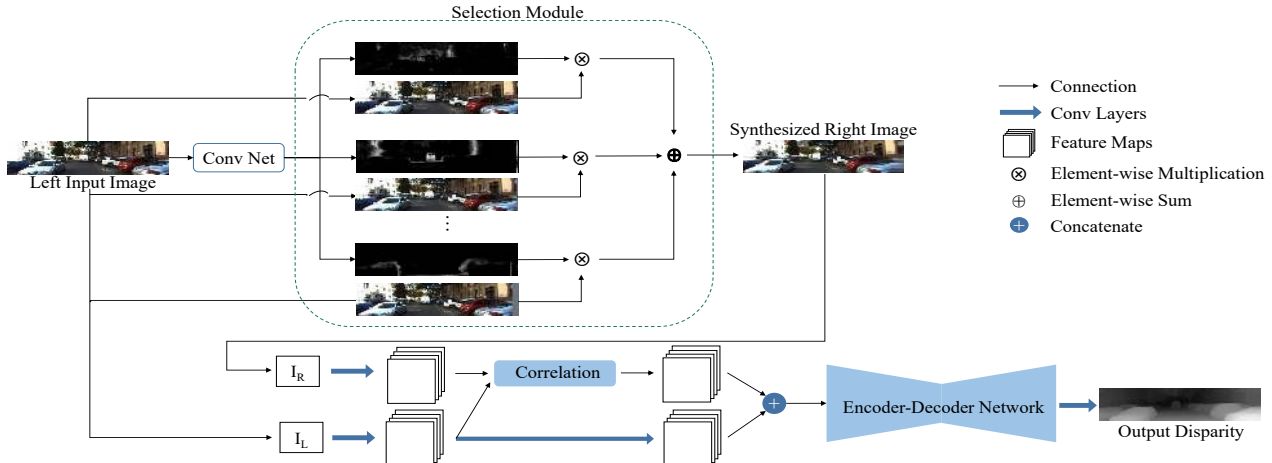 Selection Module
Connection
Conv Layers
Synthesized Right Image
Feature Maps
Conv Net
Left Input Image
Element-wise Multiplication
Element-wise Sum
Concatenate
I_R
Correlation
Encoder-Decoder Network
I_L
Output Disparity